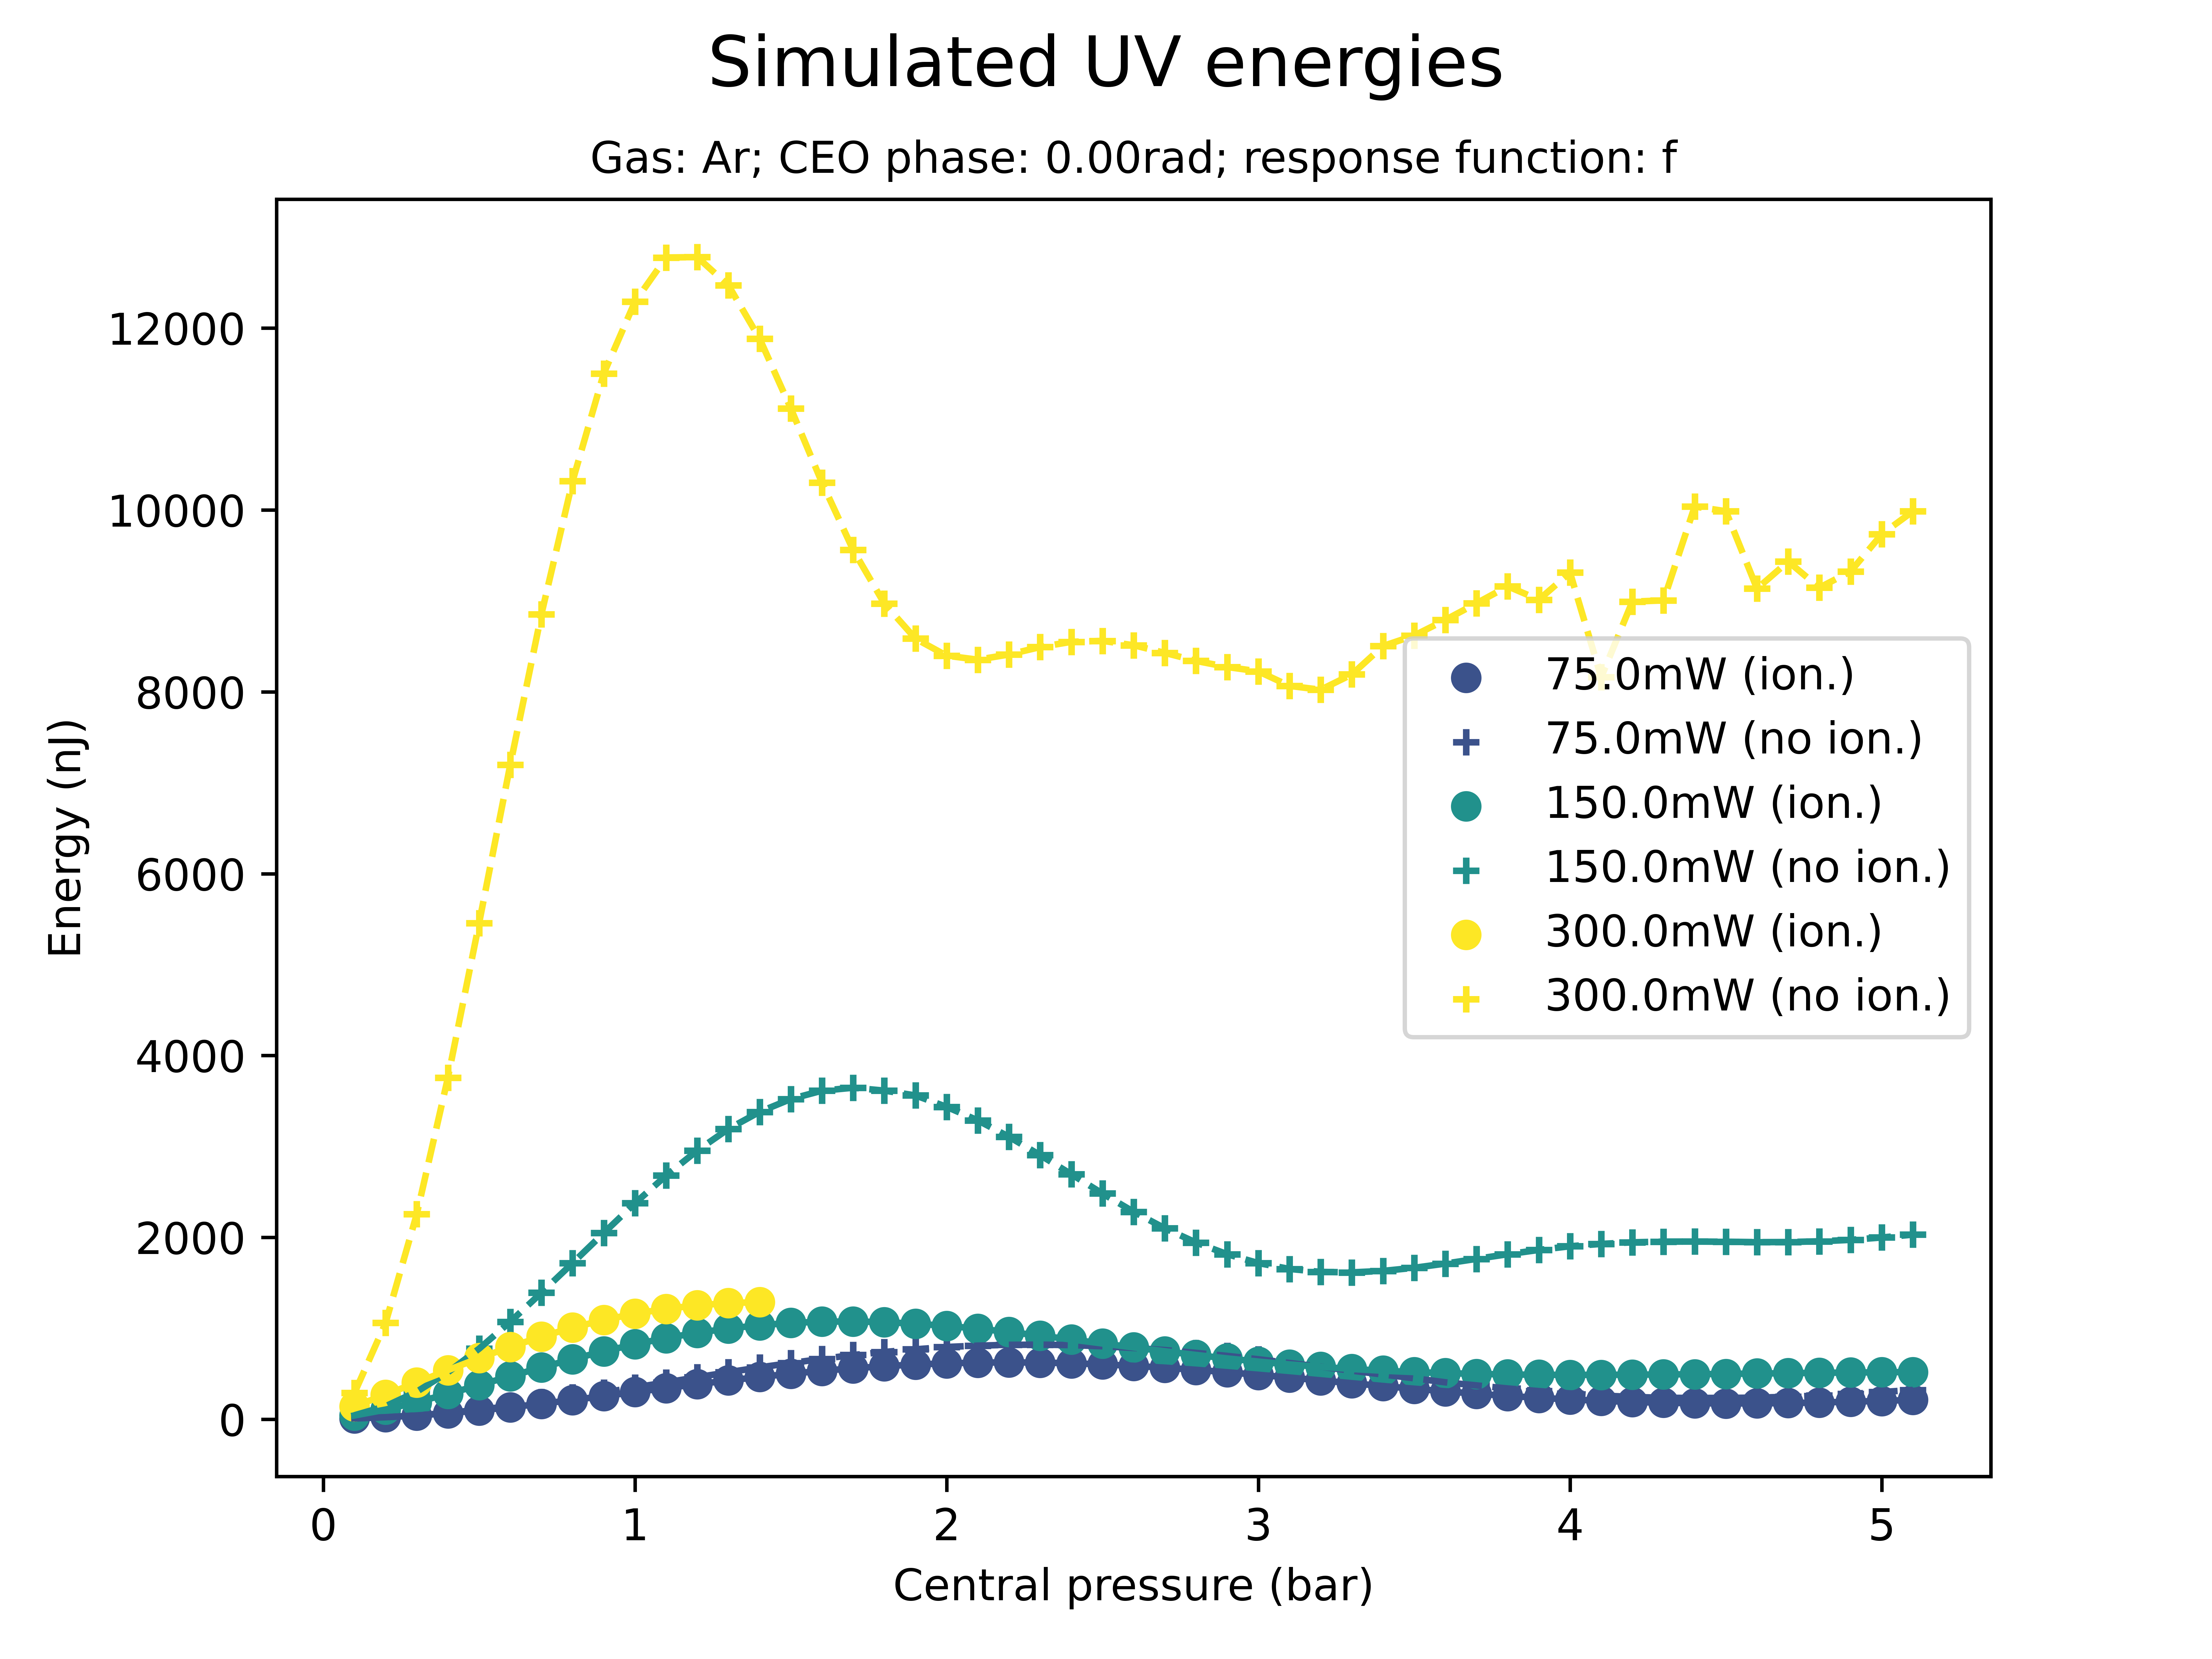 Simulated UV energies
Gas: Ar; CEO phase: 0.00rad; response function: f
Energy (nJ)
12000
10000
8000
6000
4000
2000
0
75.0mW (ion.)
75.0mW (no ion.)
150.0mW (ion.)
150.0mW (no ion.)
300.0mW (ion.)
300.0mW (no ion.)
0 1 2 3 4 5
Central pressure (bar)